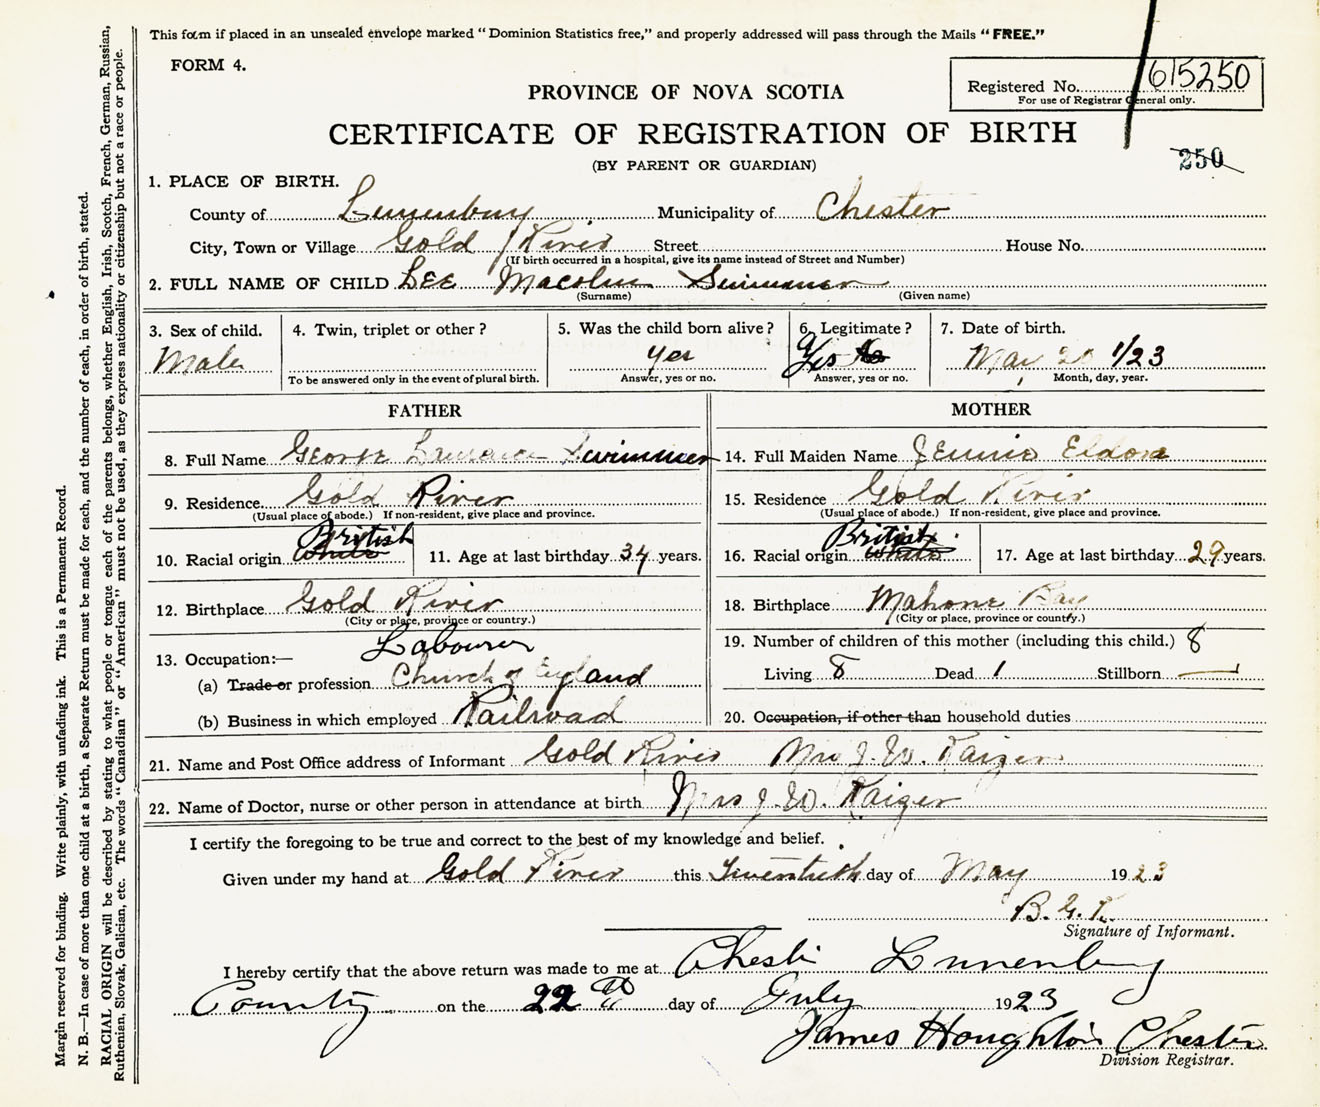 This form if placed in an unsealed envelope marked “Dominion Statistics free,” and properly addressed will pass through the Mails “FREE.”
FORM 4.
Registered No. 615250
For use of Registrar General only.
PROVINCE OF NOVA SCOTIA
CERTIFICATE OF REGISTRATION OF BIRTH
250
(BY PARENT OR GUARDIAN)
1. PLACE OF BIRTH.
County of Lunenburg Municipality of Chester
City, Town or Village Gold River Street House No.
(If birth occurred in a hospital, give its name instead of Street and Number)
2. FULL NAME OF CHILD Lee Macolm Swimmer
(Surname) (Given name)
3. Sex of child. 4. Twin, triplet or other? 5. Was the child born alive? 6. Legitimate? 7. Date of birth.
Male Yes Yes May 20 1/23
To be answered only in the event of plural birth. Answer, yes or no. Answer, yes or no. Month, day, year.
FATHER MOTHER
8. Full Name George Lawrence Swimmer 14. Full Maiden Name Jennie Eldora
9. Residence Gold River 15. Residence Gold River
(Usual place of abode.) If non-resident, give place and province. (Usual place of abode.) If non-resident, give place and province.
British British
10. Racial origin White 11. Age at last birthday 34 years. 16. Racial origin White 17. Age at last birthday 29 years.
12. Birthplace Gold River 18. Birthplace Mahone Bay
(City or place, province or country.) (City or place, province or country.)
Labourer
13. Occupation:— 19. Number of children of this mother (including this child.) 8
(a) Trade or profession Church of England Living 8 Dead 1 Stillborn —
(b) Business in which employed Railroad 20. Occupation, if other than household duties
21. Name and Post Office address of Informant Gold River Mrs J. W. Kaizer
22. Name of Doctor, nurse or other person in attendance at birth Mrs J. W. Kaizer
I certify the foregoing to be true and correct to the best of my knowledge and belief.
Given under my hand at Gold River this Twentieth day of May 1923
B. G. K.
Signature of Informant.
I hereby certify that the above return was made to me at Chester Lunenburg
County on the 22nd day of July 1923
James Houghton Chester
Division Registrar.
Margin reserved for binding. Write plainly, with unfading ink. This is a Permanent Record.
N. B.—In case of more than one child at a birth, a Separate Return must be made for each, and the number of each, in order of birth, stated.
RACIAL ORIGIN will be described by stating to what people or tongue each of the parents belongs, whether English, Irish, Scotch, French, German, Russian,
Ruthenian, Slovak, Galician, etc. The words “Canadian” or “American” must not be used, as they express nationality or citizenship but not a race or people.